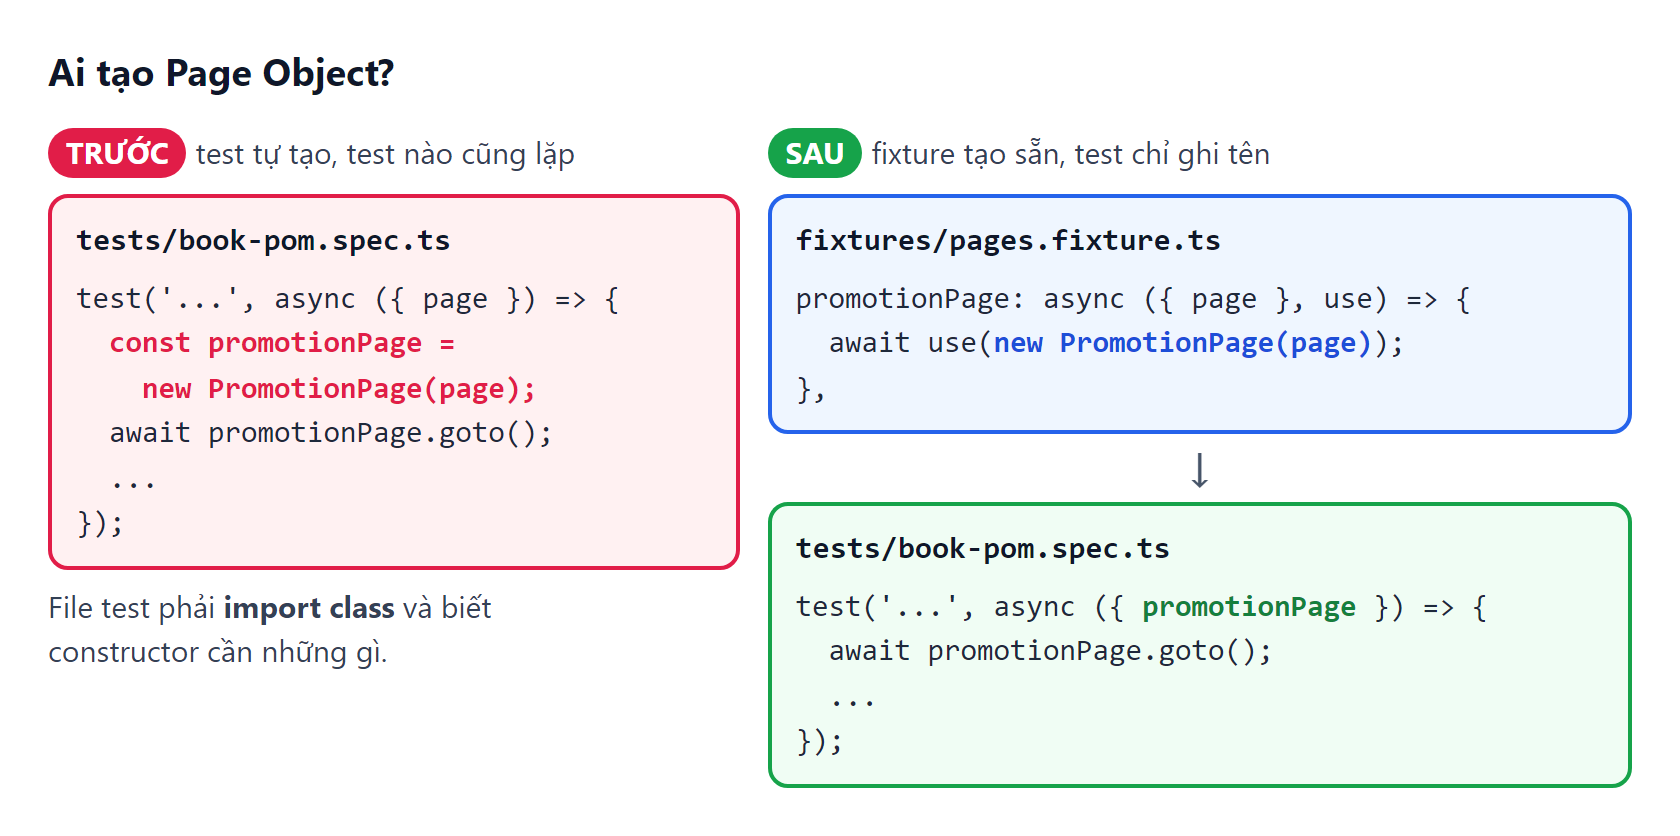 Ai tạo Page Object?
TRƯỚC test tự tạo, test nào cũng lặp
tests/book-pom.spec.ts
test('...', async ({ page }) => {
  const promotionPage =
    new PromotionPage(page);
  await promotionPage.goto();
  ...
});
File test phải import class và biết
constructor cần những gì.
SAU fixture tạo sẵn, test chỉ ghi tên
fixtures/pages.fixture.ts
promotionPage: async ({ page }, use) => {
  await use(new PromotionPage(page));
},
↓
tests/book-pom.spec.ts
test('...', async ({ promotionPage }) => {
  await promotionPage.goto();
  ...
});